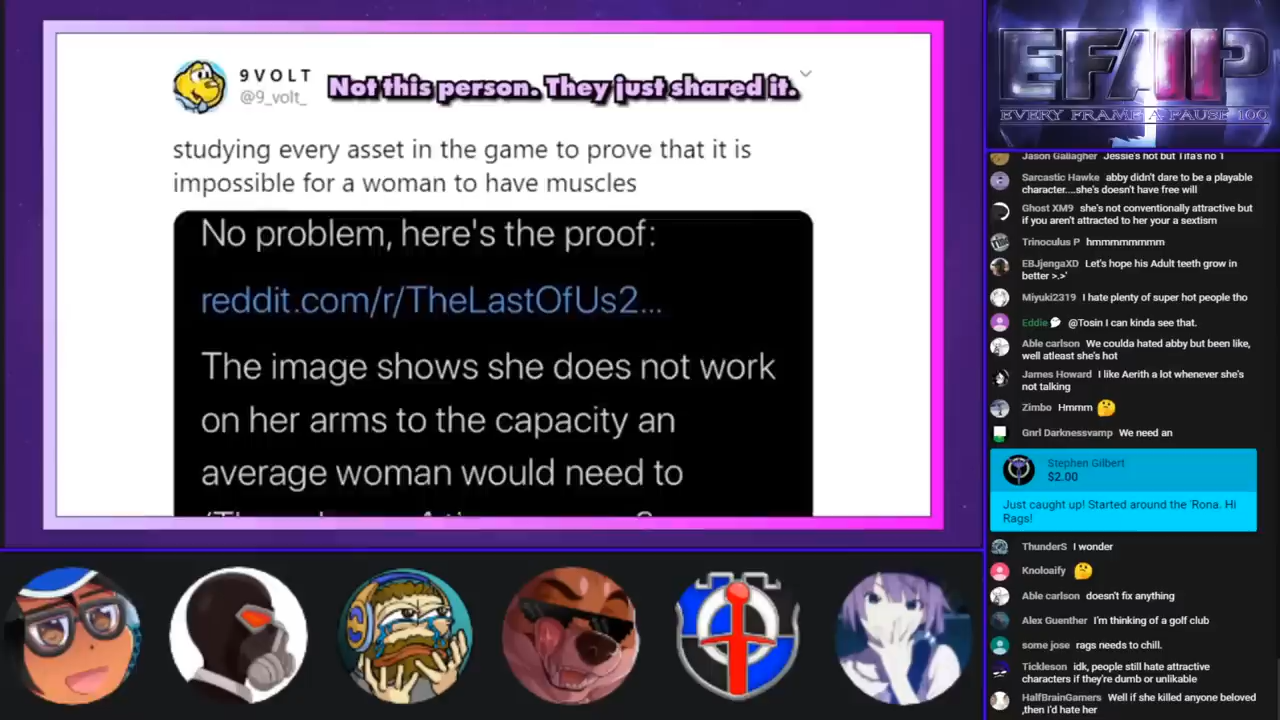 9VOLT
@9_volt_
Not this person. They just shared it.
studying every asset in the game to prove that it is
impossible for a woman to have muscles
No problem, here's the proof:
reddit.com/r/TheLastOfUs2...
The image shows she does not work
on her arms to the capacity an
average woman would need to
EFAP
EVERY FRAME A PAUSE 100
Jason Gallagher Jessie's hot but Tifa's no 1
Sarcastic Hawke abby didn't dare to be a playable
character....she's doesn't have free will
Ghost XM9 she's not conventionally attractive but
if you aren't attracted to her your a sextism
Trinoculus P hmmmmmmmm
EBJjengaXD Let's hope his Adult teeth grow in
better >.>'
Miyuki2319 I hate plenty of super hot people tho
Eddie @Tosin I can kinda see that.
Able carlson We coulda hated abby but been like,
well atleast she's hot
James Howard I like Aerith a lot whenever she's
not talking
Zimbo Hmmm 🤔
Gnrl Darknessvamp We need an
Stephen Gilbert
$2.00
Just caught up! Started around the 'Rona. Hi
Rags!
ThunderS I wonder
Knoloaify 🤔
Able carlson doesn't fix anything
Alex Guenther I'm thinking of a golf club
some jose rags needs to chill.
Tickleson idk, people still hate attractive
characters if they're dumb or unlikable
HalfBrainGamers Well if she killed anyone beloved
,then I'd hate her